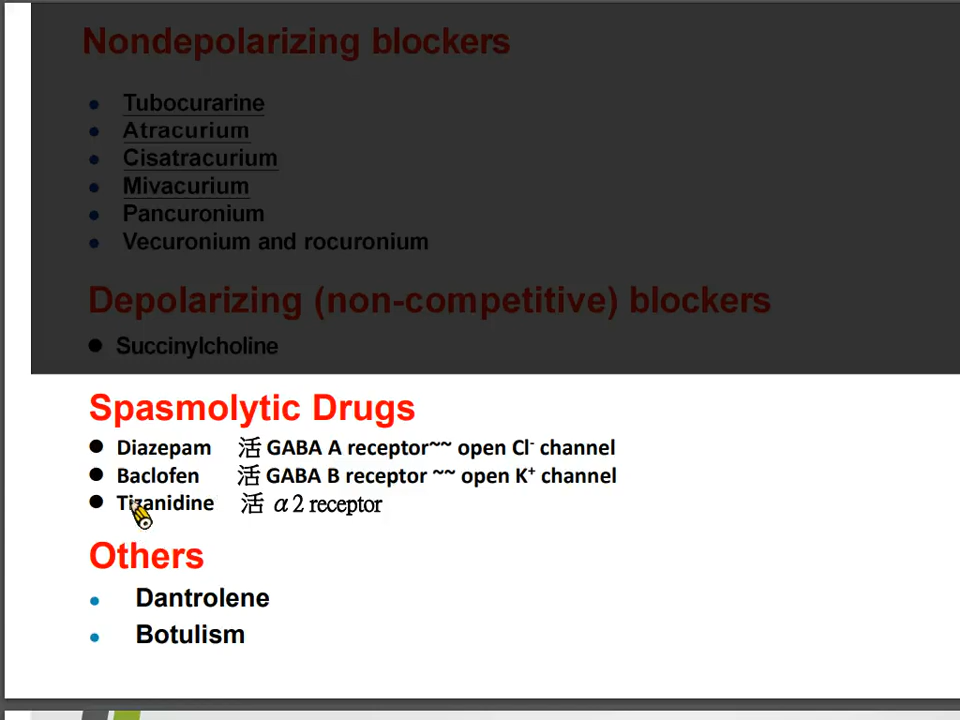 Nondepolarizing blockers
Tubocurarine
Atracurium
Cisatracurium
Mivacurium
Pancuronium
Vecuronium and rocuronium
Depolarizing (non-competitive) blockers
Succinylcholine
Spasmolytic Drugs
Diazepam 活 GABA A receptor~~ open Cl- channel
Baclofen 活 GABA B receptor ~~ open K+ channel
Tizanidine 活 α2 receptor
Others
Dantrolene
Botulism